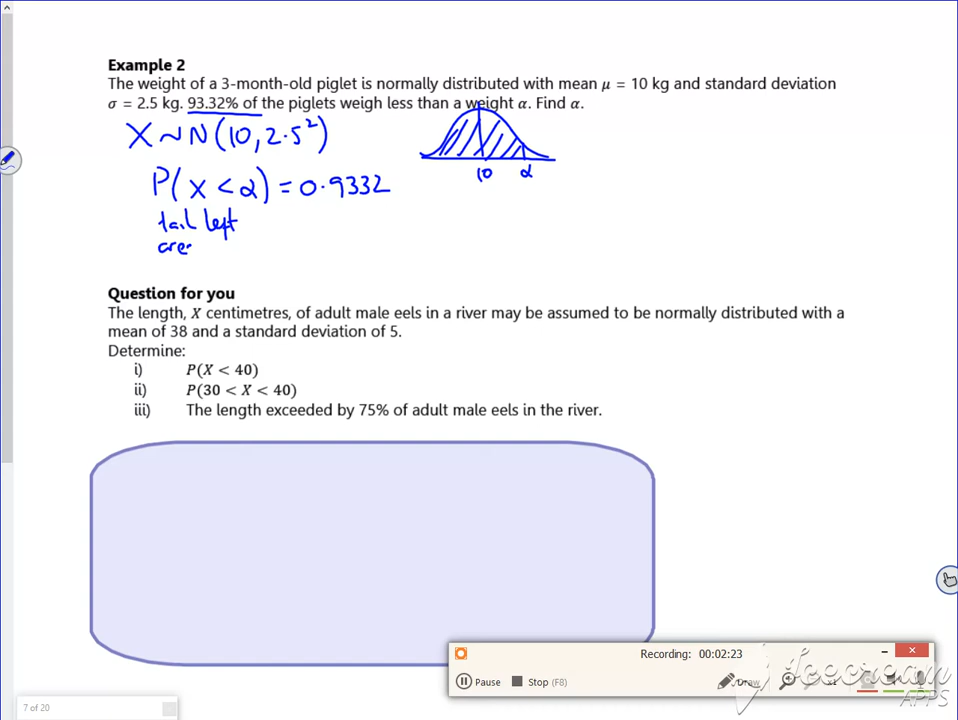 Example 2
The weight of a 3-month-old piglet is normally distributed with mean μ = 10 kg and standard deviation
σ = 2.5 kg. 93.32% of the piglets weigh less than a weight α. Find α.
X ~ N(10, 2.5²)
10 α
P(X < α) = 0.9332
tail left
are
Question for you
The length, X centimetres, of adult male eels in a river may be assumed to be normally distributed with a
mean of 38 and a standard deviation of 5.
Determine:
i) P(X < 40)
ii) P(30 < X < 40)
iii) The length exceeded by 75% of adult male eels in the river.
Recording: 00:02:23
Pause Stop (F8) Draw x1
icecream
APPS
7 of 20